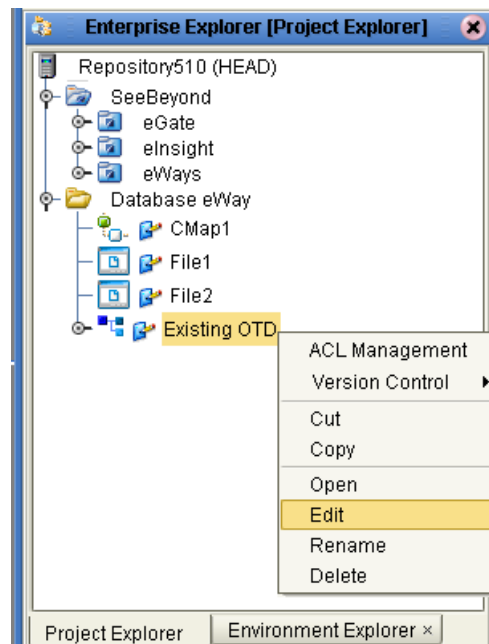 Enterprise Explorer [Project Explorer]
Repository510 (HEAD)
SeeBeyond
eGate
eInsight
eWays
Database eWay
CMap1
File1
File2
Existing OTD
ACL Management
Version Control
Cut
Copy
Open
Edit
Rename
Delete
Project Explorer
Environment Explorer ×